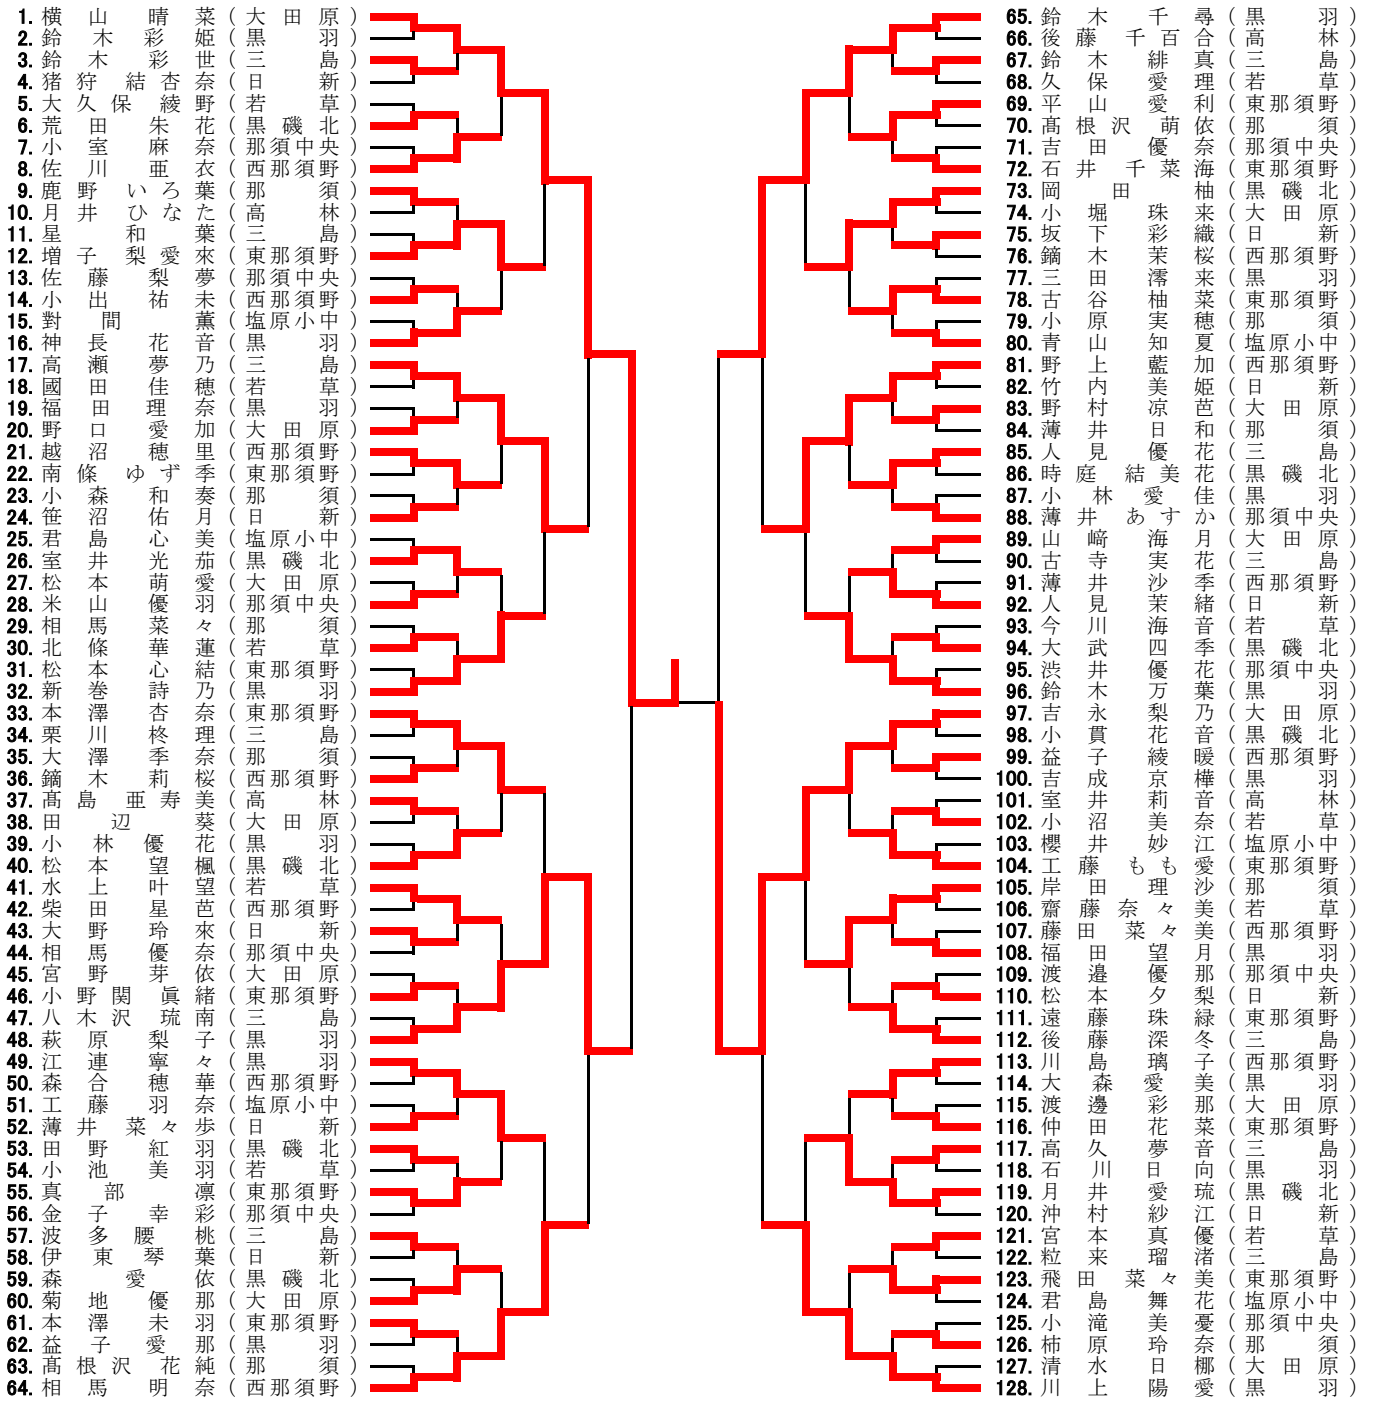 1. 横山晴菜（大田原）
2. 鈴木彩姫（黒羽）
3. 鈴木彩世（三島）
4. 猪狩結杏奈（日新）
5. 大久保綾野（若草）
6. 荒田朱花（黒磯北）
7. 小室麻奈（那須中央）
8. 佐川亜衣（西那須野）
9. 鹿野いろ葉（那須）
10. 月井ひなた（高林）
11. 星和葉（三島）
12. 増子梨愛來（東那須野）
13. 佐藤梨夢（那須中央）
14. 小出祐未（西那須野）
15. 對間薫（塩原小中）
16. 神長花音（黒羽）
17. 高瀬夢乃（三島）
18. 國田佳穂（若草）
19. 福田理奈（黒羽）
20. 野口愛加（大田原）
21. 越沼穂里（西那須野）
22. 南條ゆず季（東那須野）
23. 小森和奏（那須）
24. 笹沼佑月（日新）
25. 君島心美（塩原小中）
26. 室井光茄（黒磯北）
27. 松本萌愛（大田原）
28. 米山優羽（那須中央）
29. 相馬菜々（那須）
30. 北條華蓮（若草）
31. 松本心結（東那須野）
32. 新巻詩乃（黒羽）
33. 本澤杏奈（東那須野）
34. 栗川柊理（三島）
35. 大澤季奈（那須）
36. 鏑木莉桜（西那須野）
37. 髙島亜寿美（高林）
38. 田辺葵（大田原）
39. 小林優花（黒羽）
40. 松本望楓（黒磯北）
41. 水上叶望（若草）
42. 柴田星芭（西那須野）
43. 大野玲來（日新）
44. 相馬優奈（那須中央）
45. 宮野芽依（大田原）
46. 小野関眞緒（東那須野）
47. 八木沢琉南（三島）
48. 萩原梨子（黒羽）
49. 江連寧々（黒羽）
50. 森合穂華（西那須野）
51. 工藤羽奈（塩原小中）
52. 薄井菜々歩（日新）
53. 田野紅羽（黒磯北）
54. 小池美羽（若草）
55. 真部凛（東那須野）
56. 金子幸彩（那須中央）
57. 波多腰桃（三島）
58. 伊東琴葉（日新）
59. 森愛依（黒磯北）
60. 菊地優那（大田原）
61. 本澤未羽（東那須野）
62. 益子愛那（黒羽）
63. 髙根沢花純（那須）
64. 相馬明奈（西那須野）
65. 鈴木千尋（黒羽）
66. 後藤千百合（高林）
67. 鈴木緋真（三島）
68. 久保愛理（若草）
69. 平山愛利（東那須野）
70. 髙根沢萌依（那須）
71. 吉田優奈（那須中央）
72. 石井千菜海（東那須野）
73. 岡田柚（黒磯北）
74. 小堀珠来（大田原）
75. 坂下彩織（日新）
76. 鏑木茉桜（西那須野）
77. 三田澪来（黒羽）
78. 古谷柚菜（東那須野）
79. 小原実穂（那須）
80. 青山知夏（塩原小中）
81. 野上藍加（西那須野）
82. 竹内美姫（日新）
83. 野村凉芭（大田原）
84. 薄井日和（那須）
85. 人見優花（三島）
86. 時庭結美花（黒磯北）
87. 小林愛佳（黒羽）
88. 薄井あすか（那須中央）
89. 山﨑海月（大田原）
90. 古寺実花（三島）
91. 薄井沙季（西那須野）
92. 人見茉緒（日新）
93. 今川海音（若草）
94. 大武四季（黒磯北）
95. 渋井優花（那須中央）
96. 鈴木万葉（黒羽）
97. 吉永梨乃（大田原）
98. 小貫花音（黒磯北）
99. 益子綾暖（西那須野）
100. 吉成京樺（黒羽）
101. 室井莉音（高林）
102. 小沼美奈（若草）
103. 櫻井妙江（塩原小中）
104. 工藤もも愛（東那須野）
105. 岸田理沙（那須）
106. 齋藤奈々美（若草）
107. 藤田菜々美（西那須野）
108. 福田望月（黒羽）
109. 渡邉優那（那須中央）
110. 松本夕梨（日新）
111. 遠藤珠緑（東那須野）
112. 後藤深冬（三島）
113. 川島璃子（西那須野）
114. 大森愛美（黒羽）
115. 渡邊彩那（大田原）
116. 仲田花菜（東那須野）
117. 高久夢音（三島）
118. 石川日向（黒羽）
119. 月井愛琉（黒磯北）
120. 沖村紗江（日新）
121. 宮本真優（若草）
122. 粒来瑠渚（三島）
123. 飛田菜々美（東那須野）
124. 君島舞花（塩原小中）
125. 小滝美憂（那須中央）
126. 柿原玲奈（那須）
127. 清水日梛（大田原）
128. 川上陽愛（黒羽）